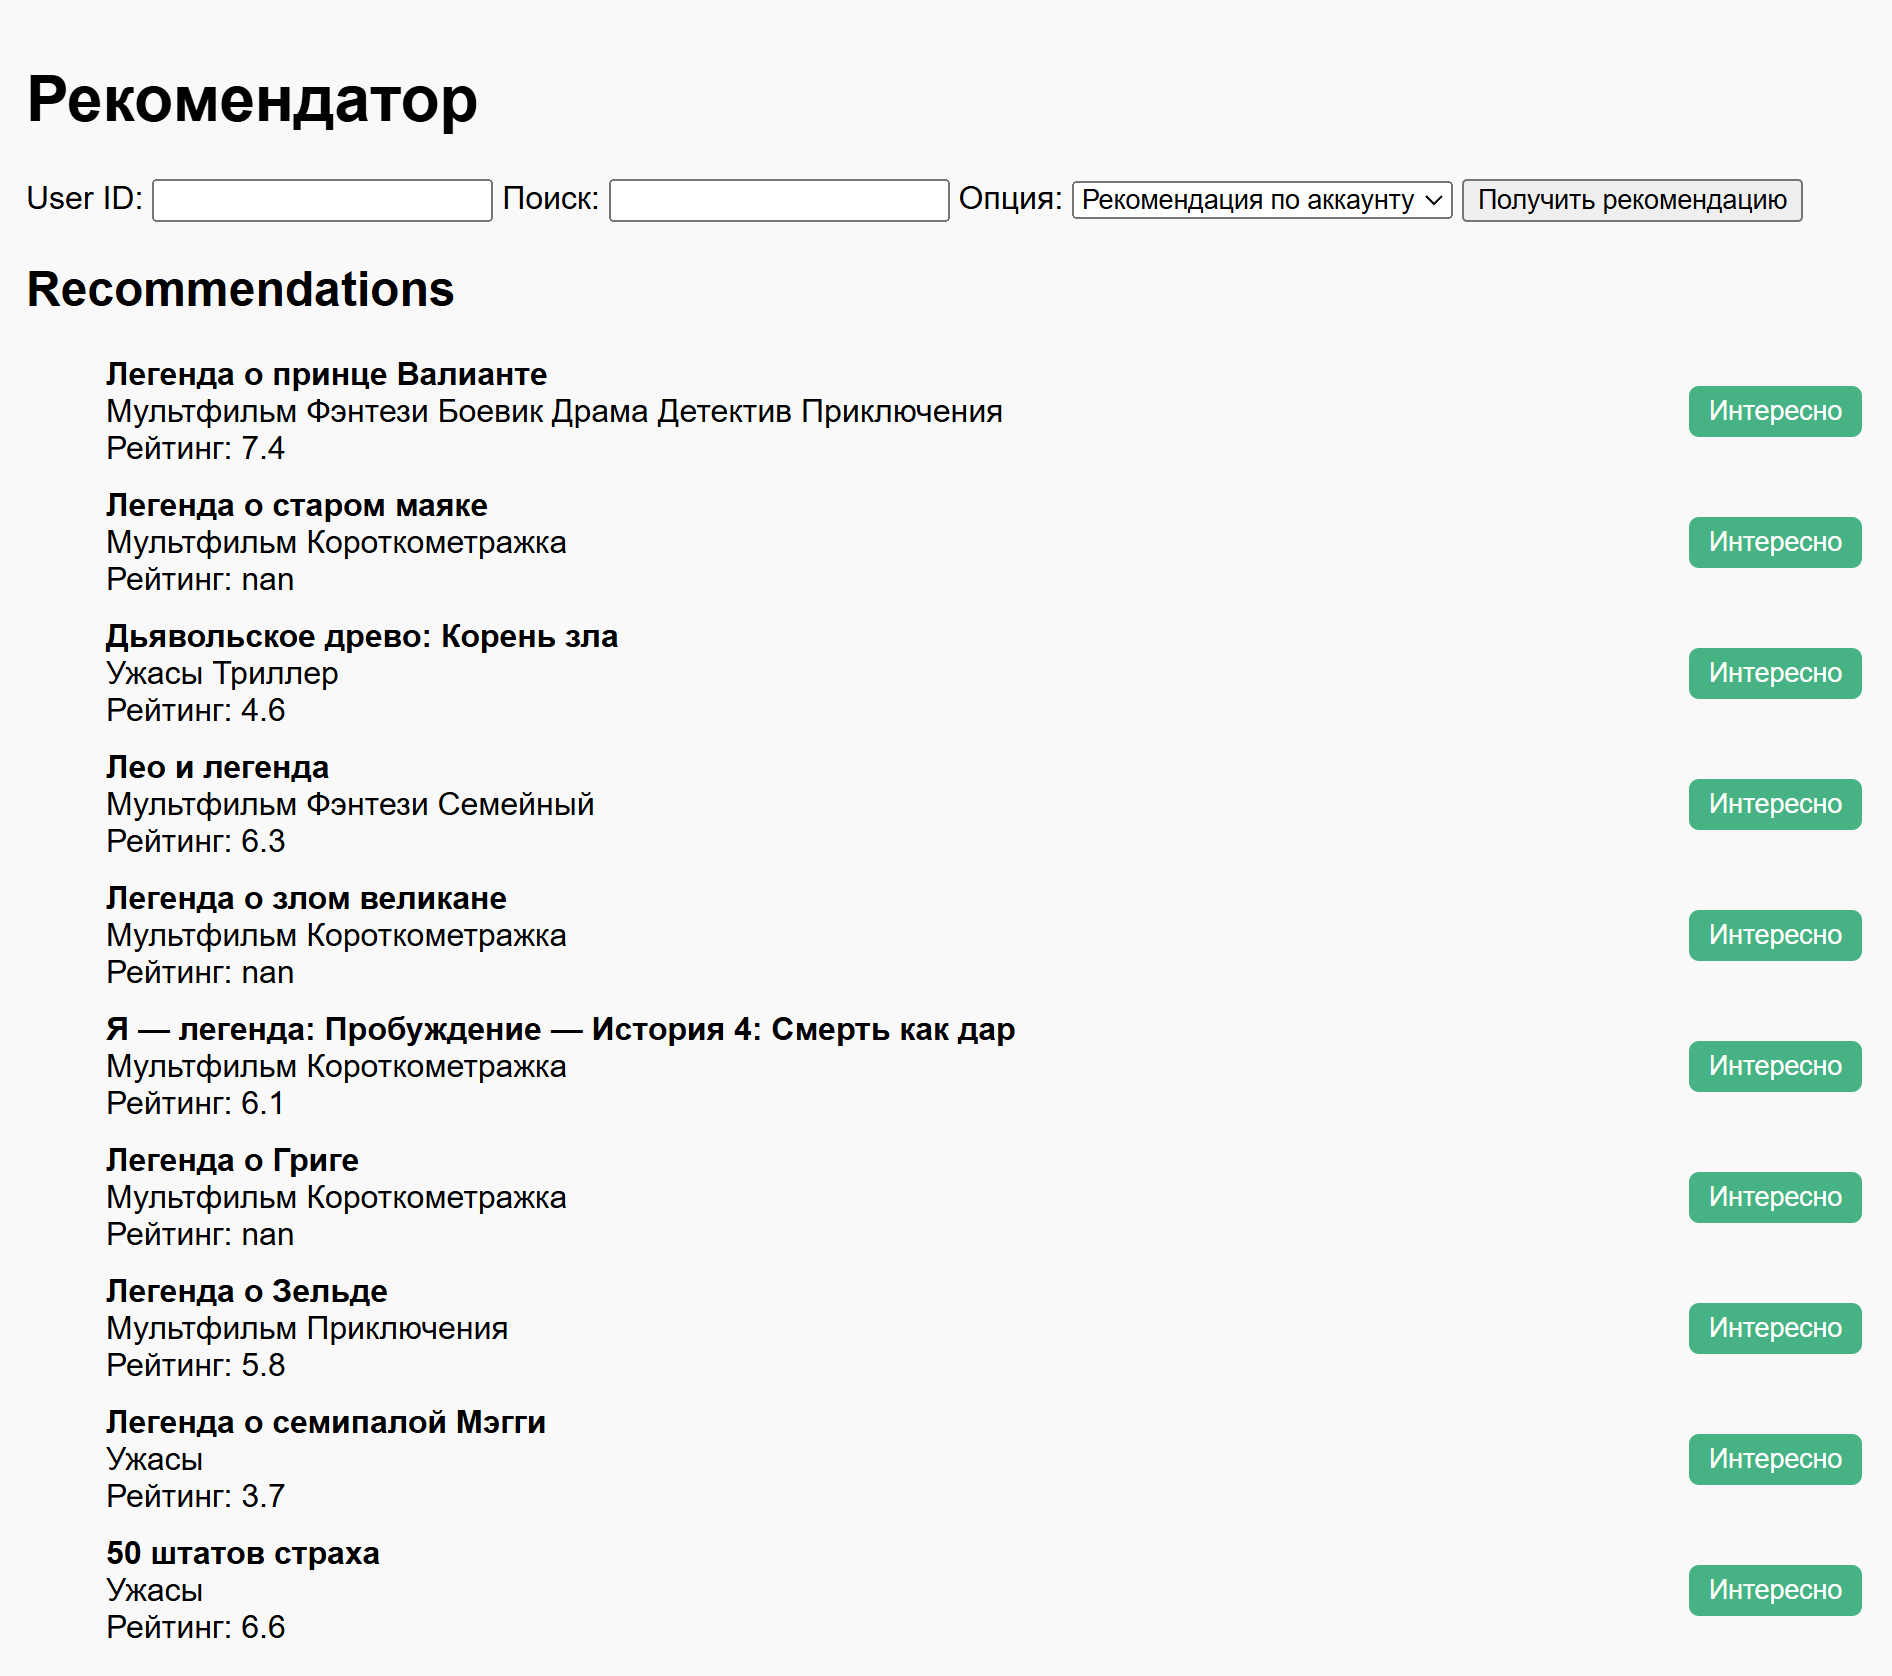 Рекомендатор
User ID: Поиск: Опция: Рекомендация по аккаунту Получить рекомендацию
Recommendations
Легенда о принце Валианте
Мультфильм Фэнтези Боевик Драма Детектив Приключения
Рейтинг: 7.4
Интересно
Легенда о старом маяке
Мультфильм Короткометражка
Рейтинг: nan
Интересно
Дьявольское древо: Корень зла
Ужасы Триллер
Рейтинг: 4.6
Интересно
Лео и легенда
Мультфильм Фэнтези Семейный
Рейтинг: 6.3
Интересно
Легенда о злом великане
Мультфильм Короткометражка
Рейтинг: nan
Интересно
Я — легенда: Пробуждение — История 4: Смерть как дар
Мультфильм Короткометражка
Рейтинг: 6.1
Интересно
Легенда о Григе
Мультфильм Короткометражка
Рейтинг: nan
Интересно
Легенда о Зельде
Мультфильм Приключения
Рейтинг: 5.8
Интересно
Легенда о семипалой Мэгги
Ужасы
Рейтинг: 3.7
Интересно
50 штатов страха
Ужасы
Рейтинг: 6.6
Интересно